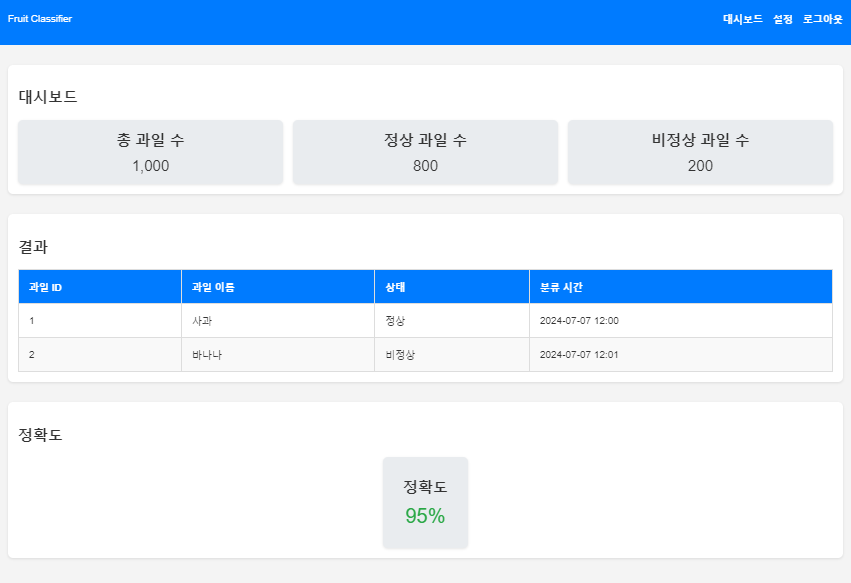 Fruit Classifier
대시보드 설정 로그아웃
대시보드
총 과일 수 정상 과일 수 비정상 과일 수
1,000 800 200
결과
과일 ID 과일 이름 상태 분류 시간
1 사과 정상 2024-07-07 12:00
2 바나나 비정상 2024-07-07 12:01
정확도
정확도
95%